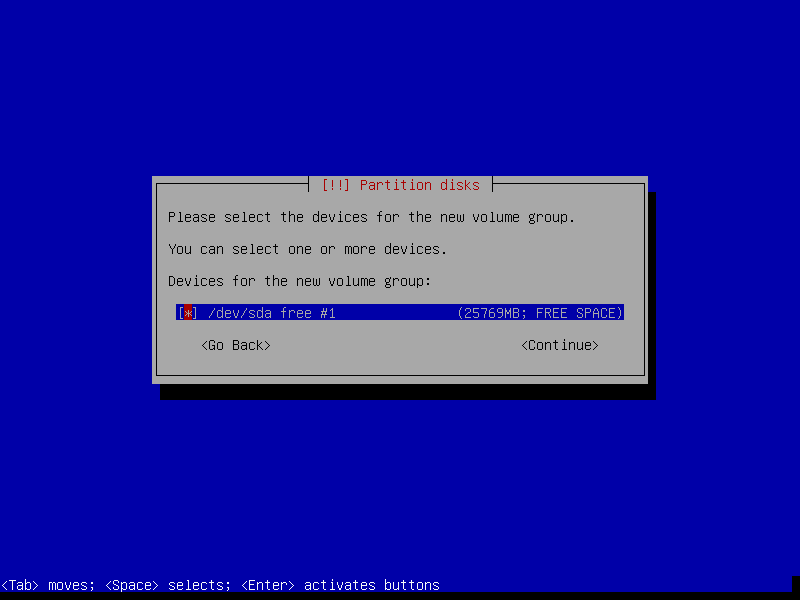 [!!] Partition disks
Please select the devices for the new volume group.
You can select one or more devices.
Devices for the new volume group:
[*] /dev/sda free #1 (25769MB; FREE SPACE)
<Go Back> <Continue>
<Tab> moves; <Space> selects; <Enter> activates buttons